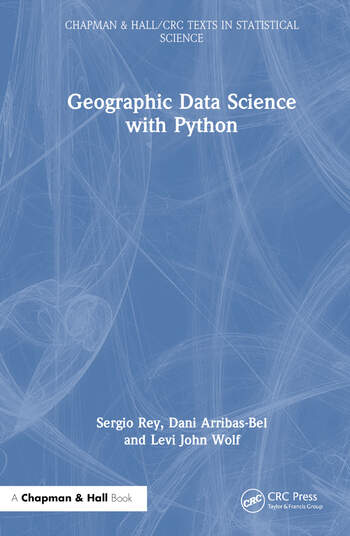 CHAPMAN & HALL/CRC TEXTS IN STATISTICAL
SCIENCE
Geographic Data Science
with Python
Sergio Rey, Dani Arribas-Bel
and Levi John Wolf
A Chapman & Hall Book
CRC
CRC Press
Taylor & Francis Group